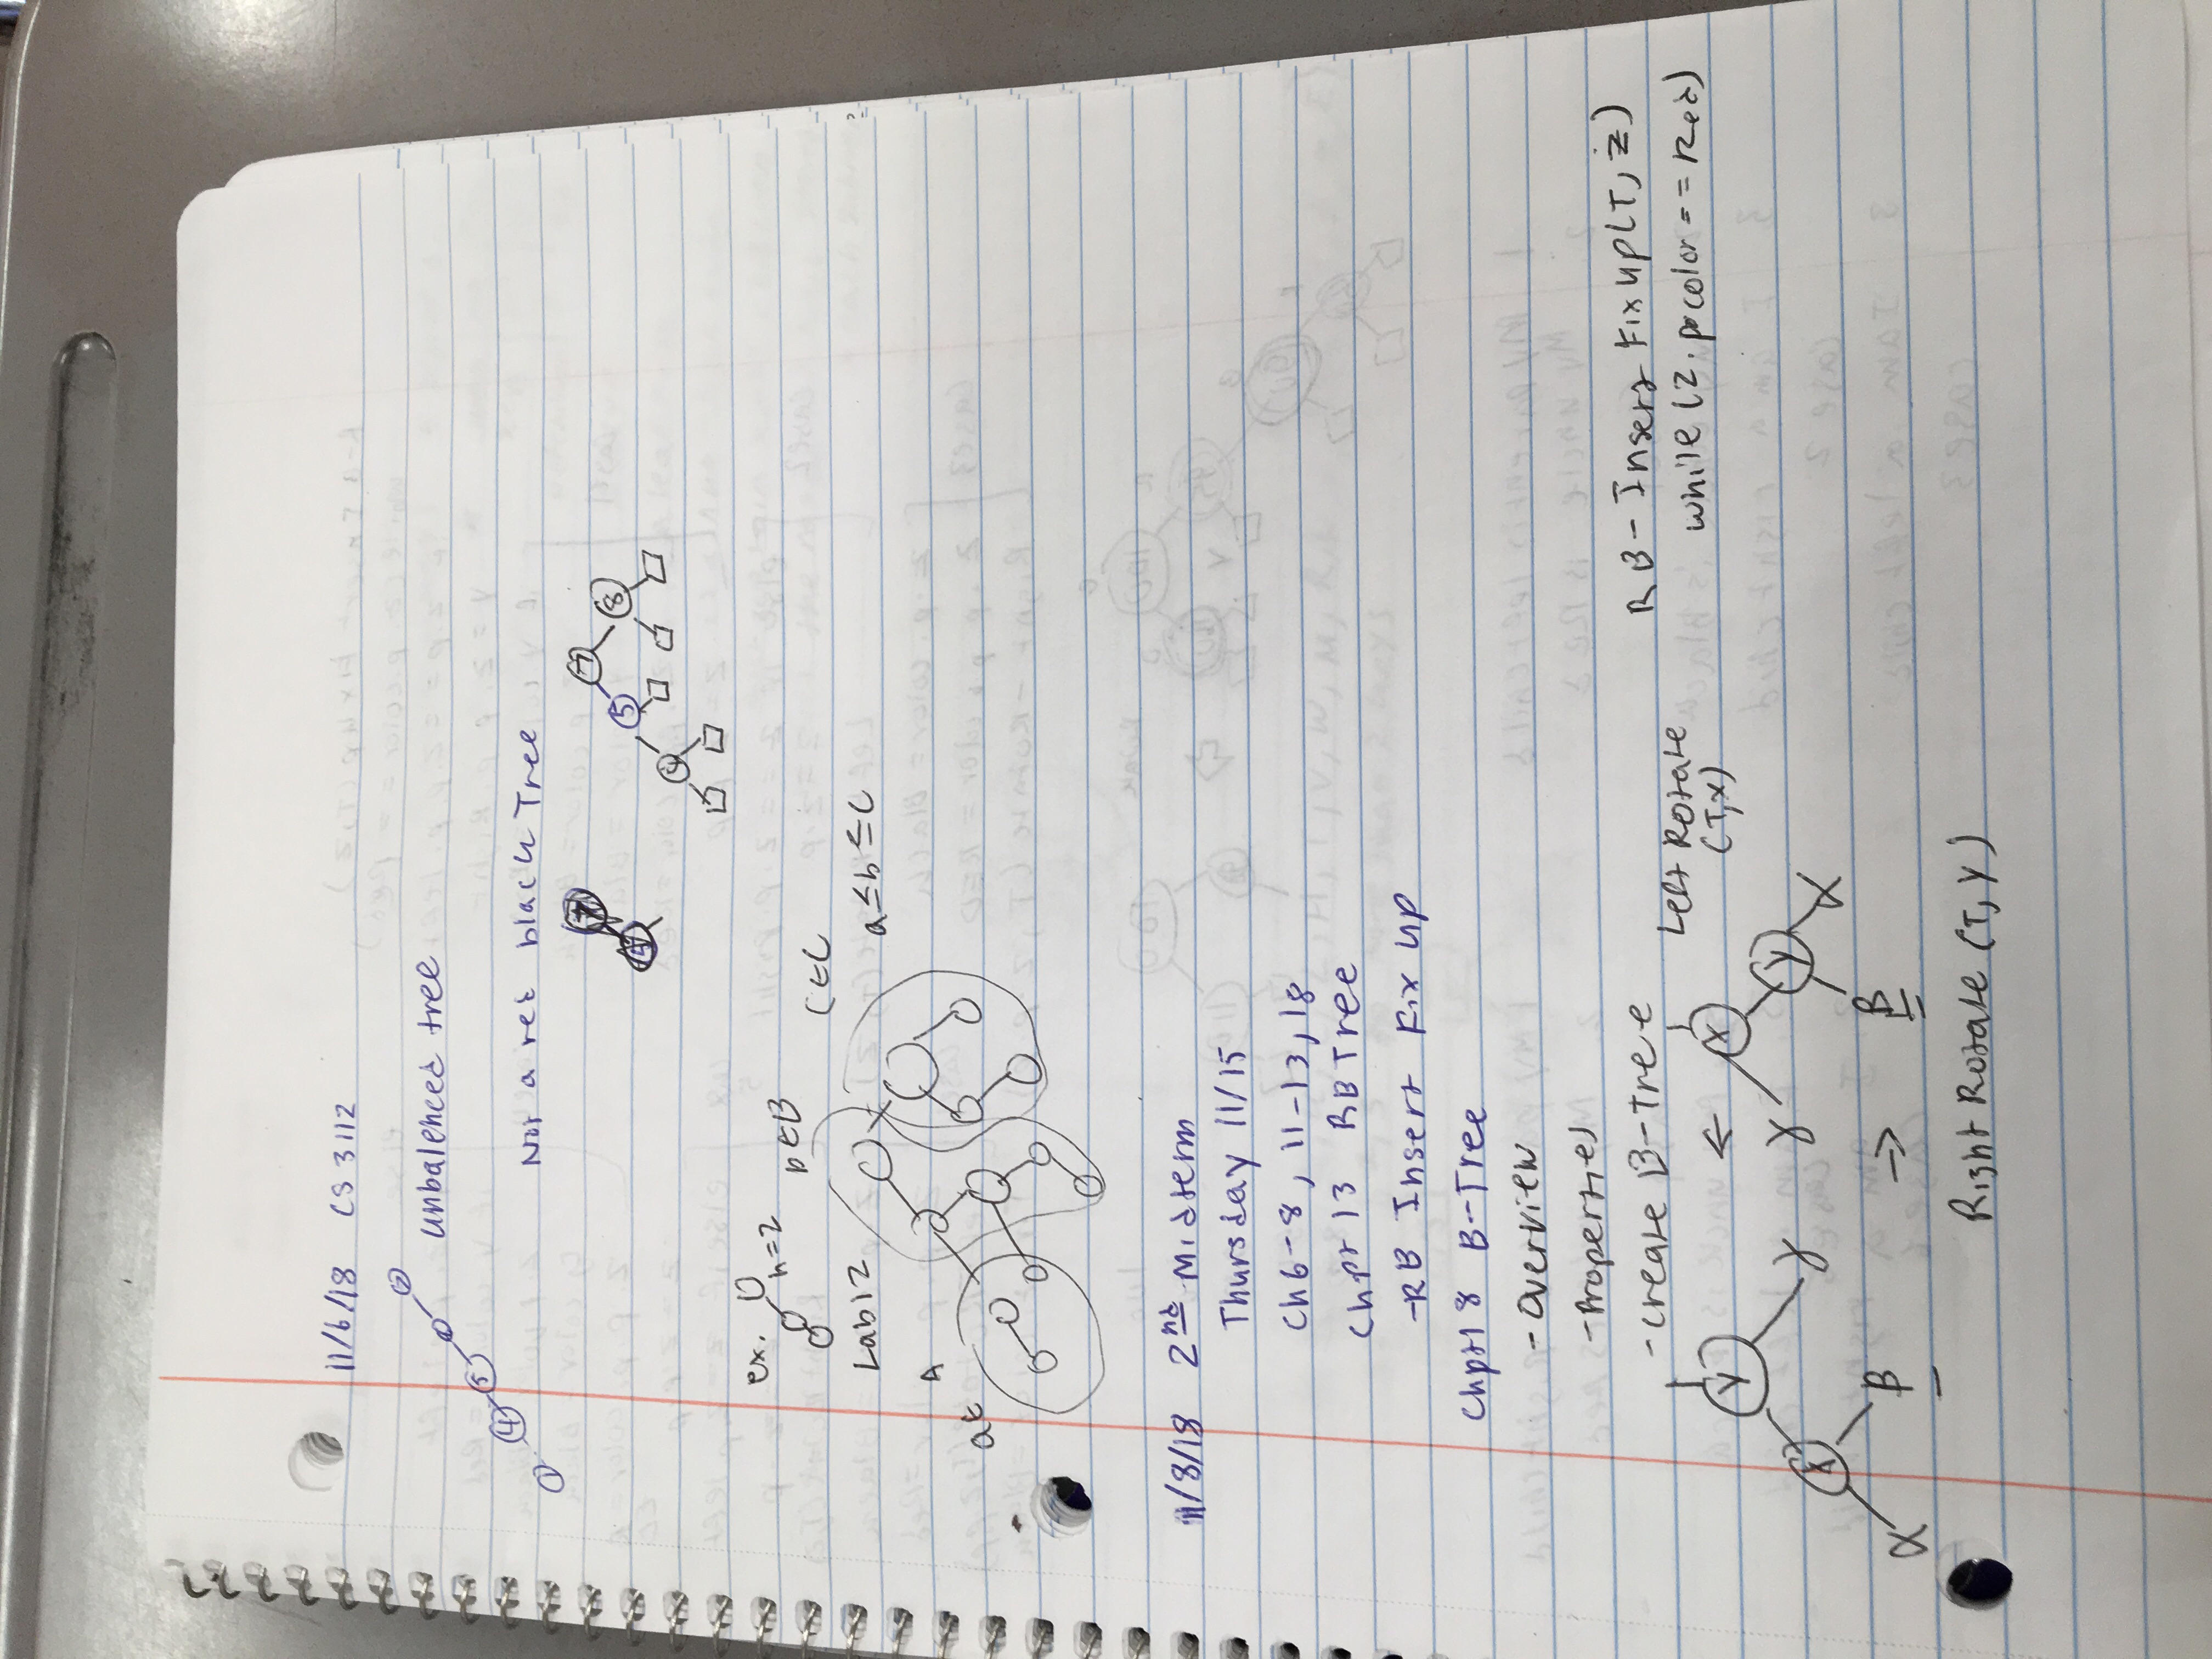 11/6/18 CS 3112
unbalenced tree
5
4
Not a red black Tree
7
7
5 8
4
ex.
h=2
b∈B
C∈C
Lab12
a≤b≤C
A
a∈
11/8/18 2nd Midterm
Thursday 11/15
Ch6-8, 11-13, 18
Chpt 13 RB Tree
-RB Insert Fix up
Chpt18 B-Tree
-Overview
-Properties
-Create B-Tree
RB-Insert Fixup(T, z)
while (z.p.color == Red)
Left Rotate
(T,x)
y ← x
x γ γ y
α β → β α
Right Rotate (T, y)